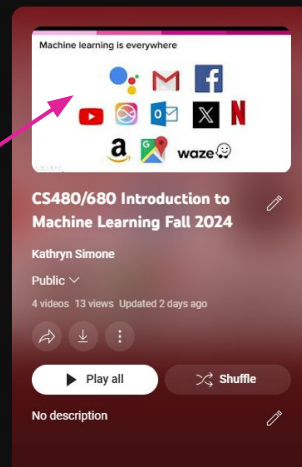 Machine learning is everywhere
a
waze
CS480/680 Introduction to
Machine Learning Fall 2024
Kathryn Simone
Public
4 videos 13 views Updated 2 days ago
Play all
Shuffle
No description